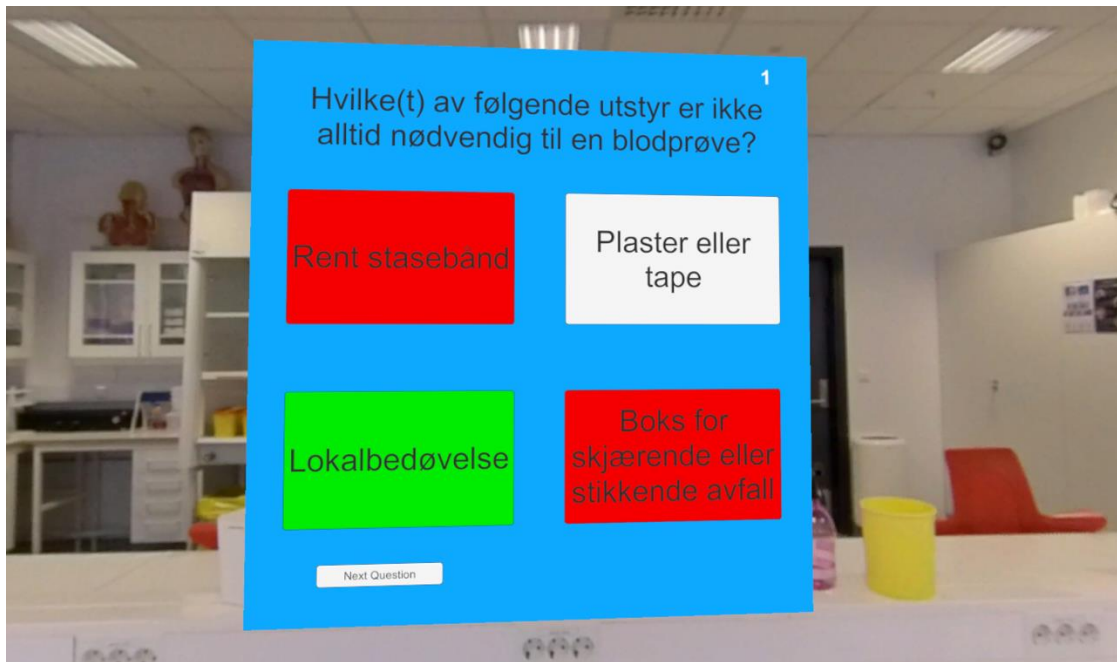 1
Hvilke(t) av følgende utstyr er ikke
alltid nødvendig til en blodprøve?
Rent stasebånd
Plaster eller
tape
Lokalbedøvelse
Boks for
skjærende eller
stikkende avfall
Next Question